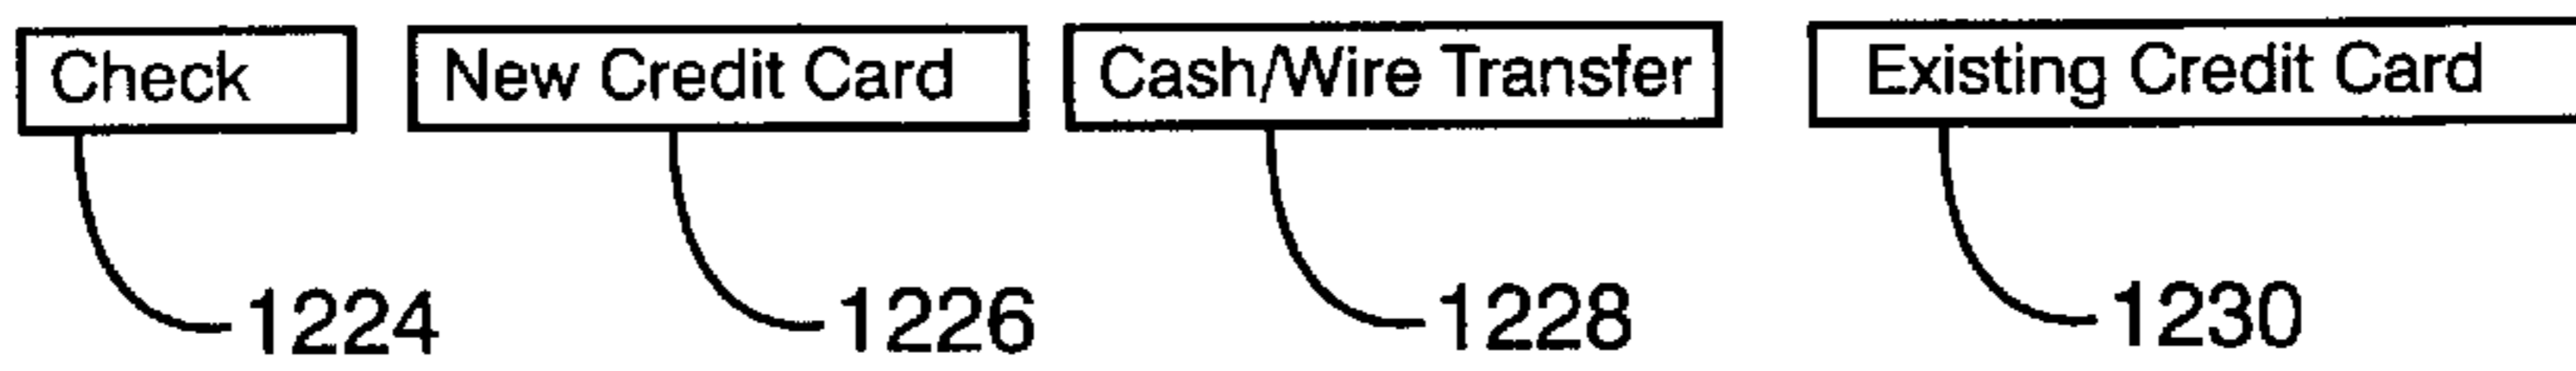 Check New Credit Card Cash/Wire Transfer Existing Credit Card
1224 1226 1228 1230